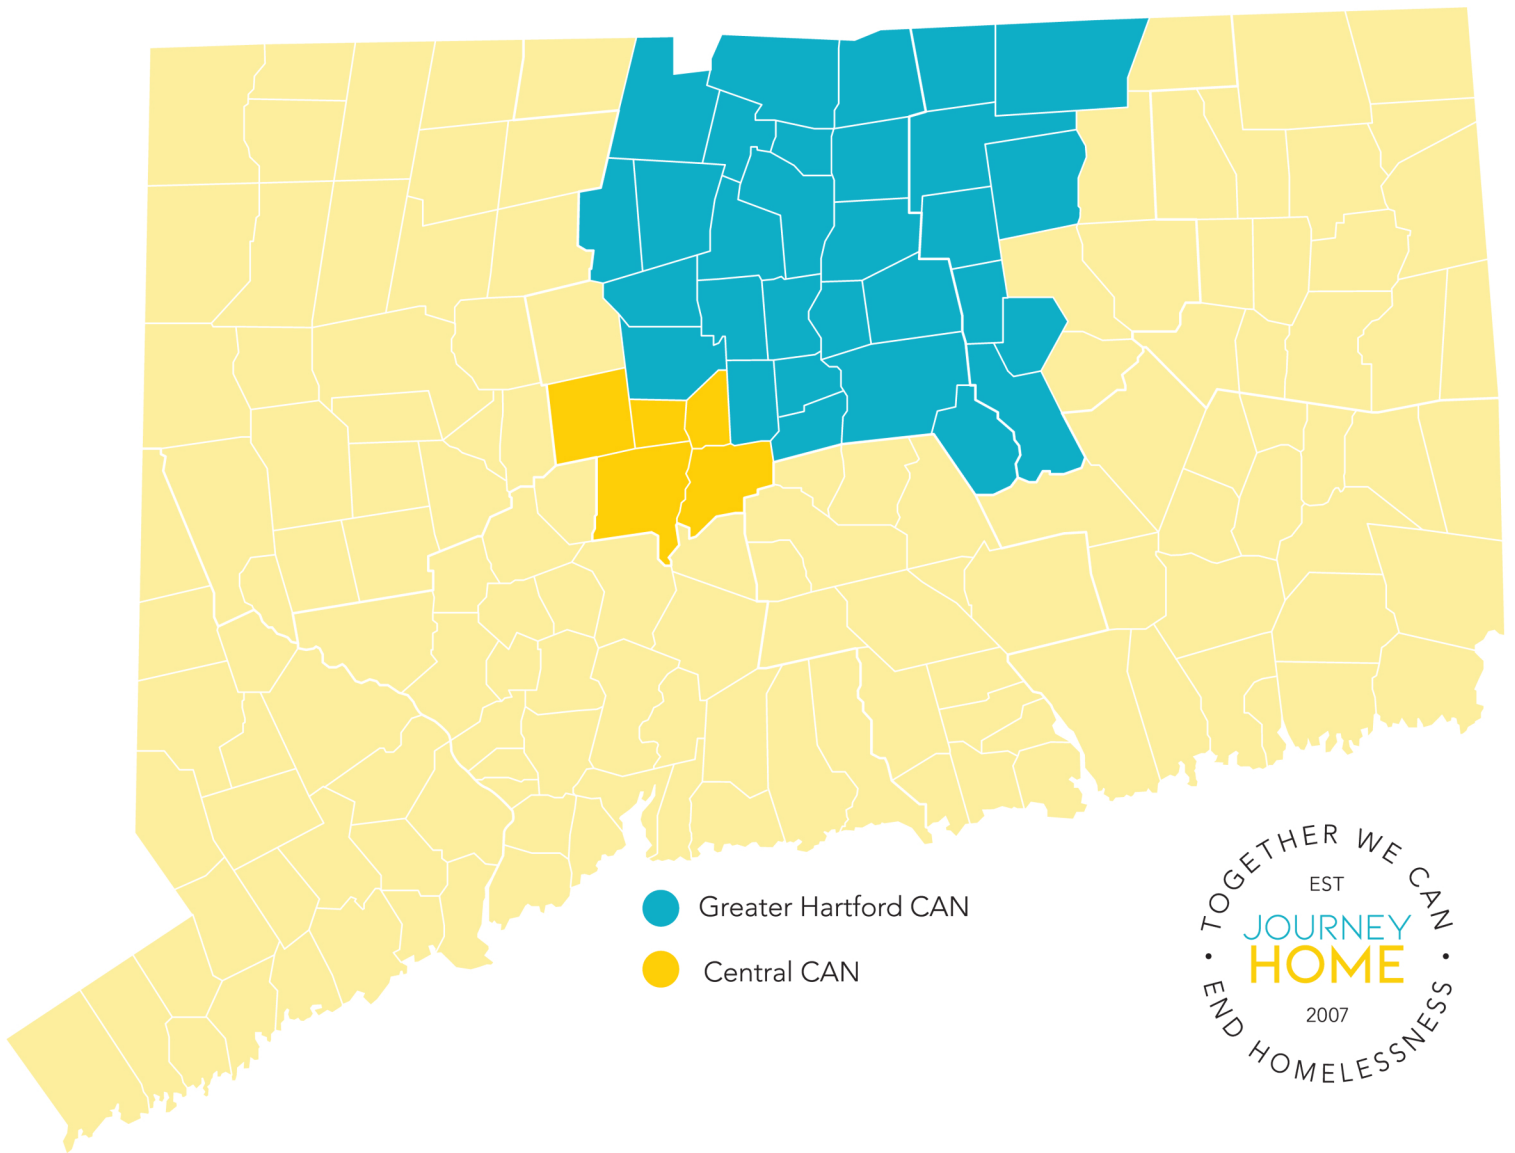 Greater Hartford CAN
Central CAN
TOGETHER WE CAN
EST
JOURNEY
HOME
2007
END HOMELESSNESS